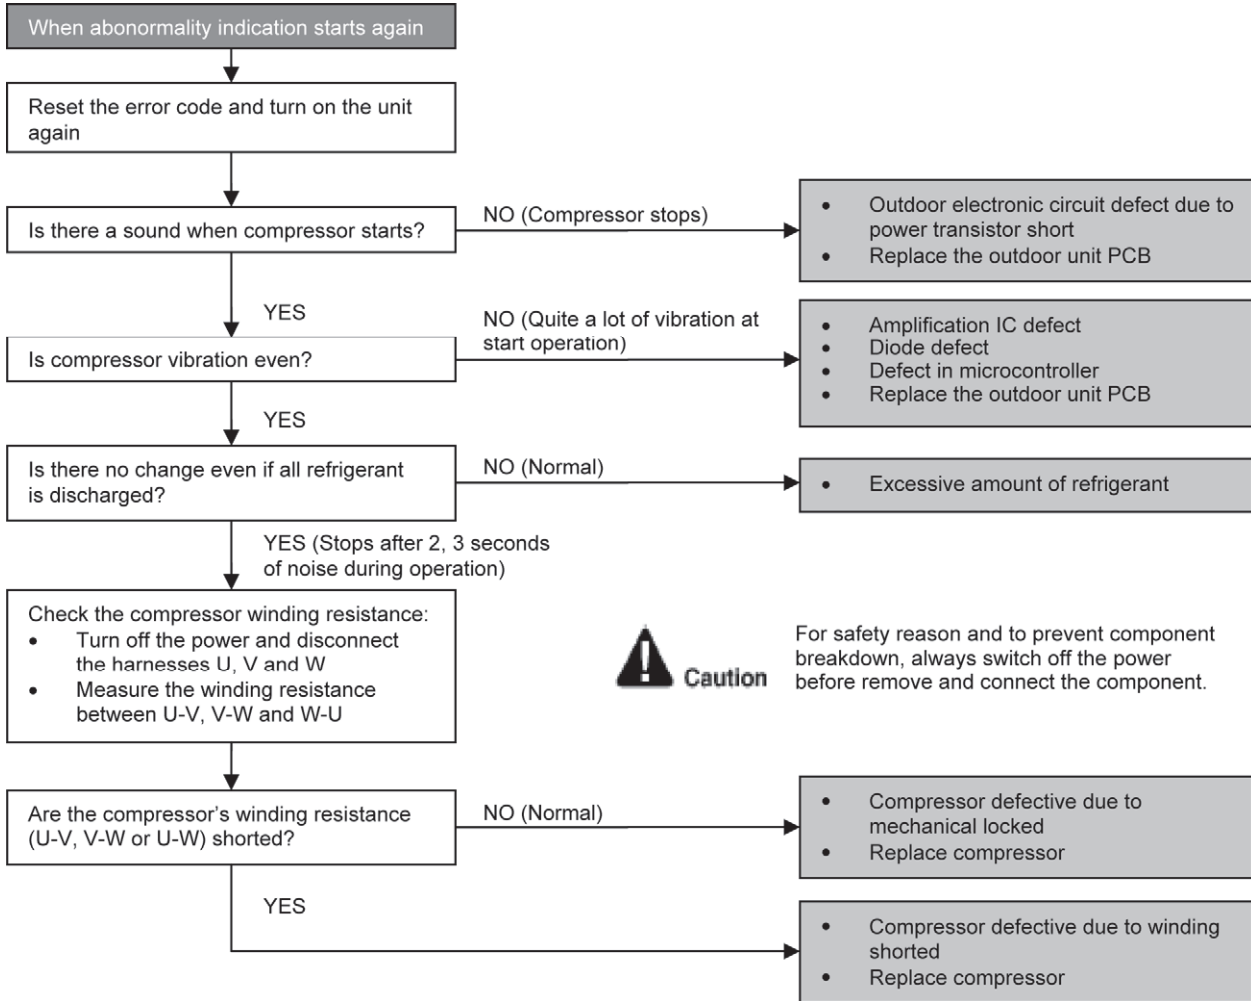 When abonormality indication starts again
Reset the error code and turn on the unit
again
Is there a sound when compressor starts?
NO (Compressor stops)
• Outdoor electronic circuit defect due to
power transistor short
• Replace the outdoor unit PCB
YES
Is compressor vibration even?
NO (Quite a lot of vibration at
start operation)
• Amplification IC defect
• Diode defect
• Defect in microcontroller
• Replace the outdoor unit PCB
YES
Is there no change even if all refrigerant
is discharged?
NO (Normal)
• Excessive amount of refrigerant
YES (Stops after 2, 3 seconds
of noise during operation)
Check the compressor winding resistance:
• Turn off the power and disconnect
the harnesses U, V and W
• Measure the winding resistance
between U-V, V-W and W-U
Caution
For safety reason and to prevent component
breakdown, always switch off the power
before remove and connect the component.
Are the compressor’s winding resistance
(U-V, V-W or U-W) shorted?
NO (Normal)
• Compressor defective due to
mechanical locked
• Replace compressor
YES
• Compressor defective due to winding
shorted
• Replace compressor